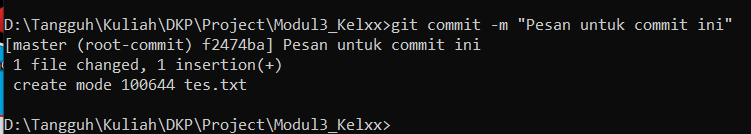 D:\Tangguh\Kuliah\DKP\Project\Modul3_Kelxx>git commit -m "Pesan untuk commit ini"
[master (root-commit) f2474ba] Pesan untuk commit ini
 1 file changed, 1 insertion(+)
 create mode 100644 tes.txt

D:\Tangguh\Kuliah\DKP\Project\Modul3_Kelxx>